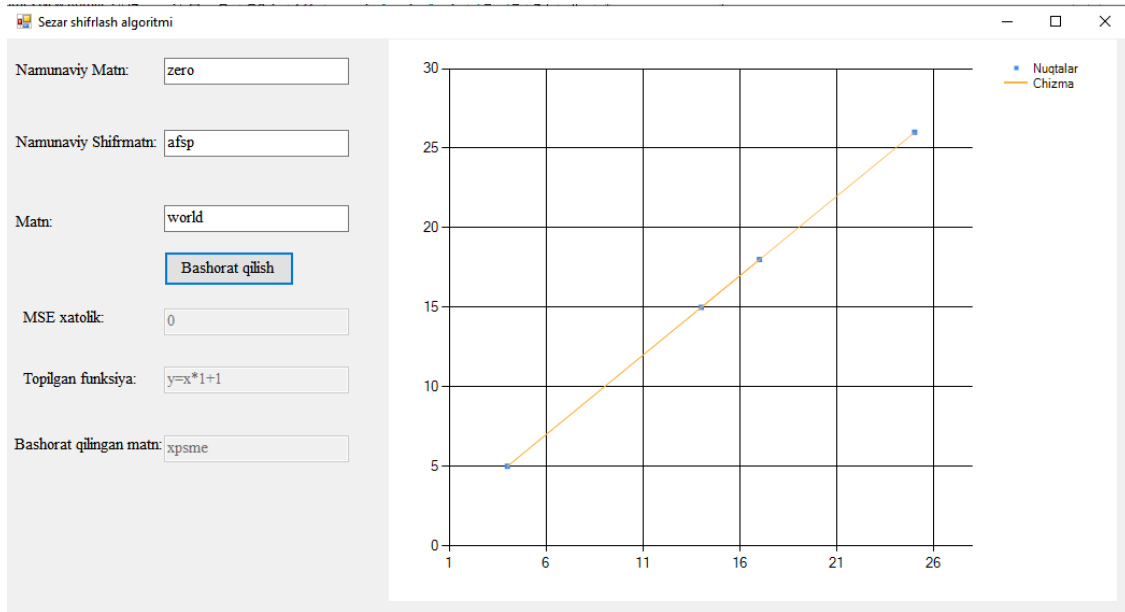 Sezar shifrlash algoritmi
Namunaviy Matn: zero
Namunaviy Shifrmatn: afsp
Matn: world
Bashorat qilish
MSE xatolik: 0
Topilgan funksiya: y=x*1+1
Bashorat qilingan matn: xpsme
30
25
20
15
10
5
0
1 6 11 16 21 26
Nuqtalar
Chizma